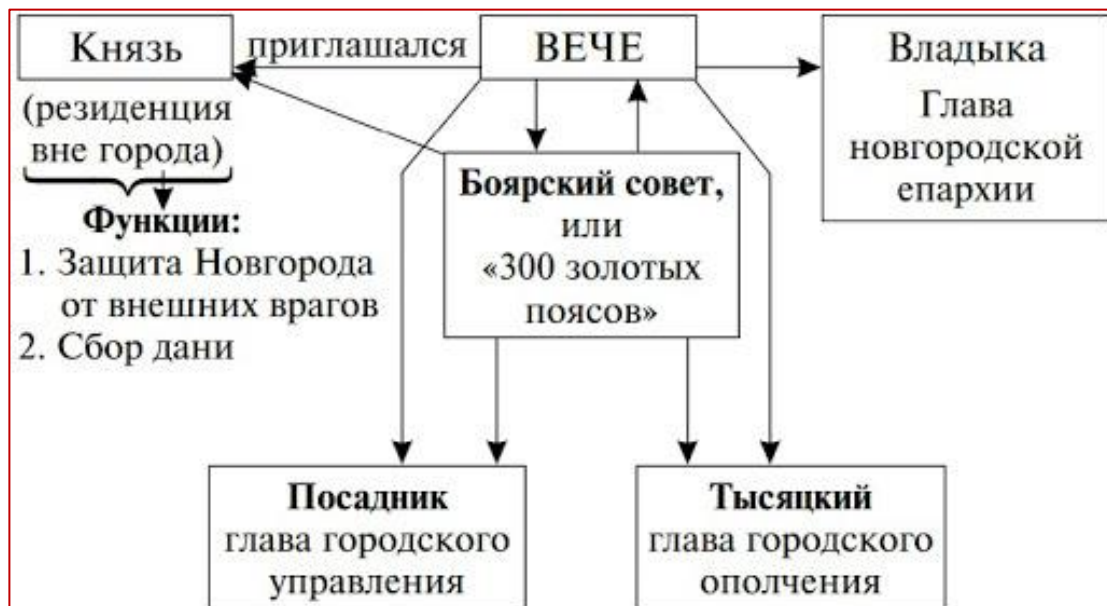 Князь
приглашался
ВЕЧЕ
Владыка
Глава
новгородской
епархии
(резиденция
вне города)
Функции:
1. Защита Новгорода
от внешних врагов
2. Сбор дани
Боярский совет,
или
«300 золотых
поясов»
Посадник
глава городского
управления
Тысяцкий
глава городского
ополчения